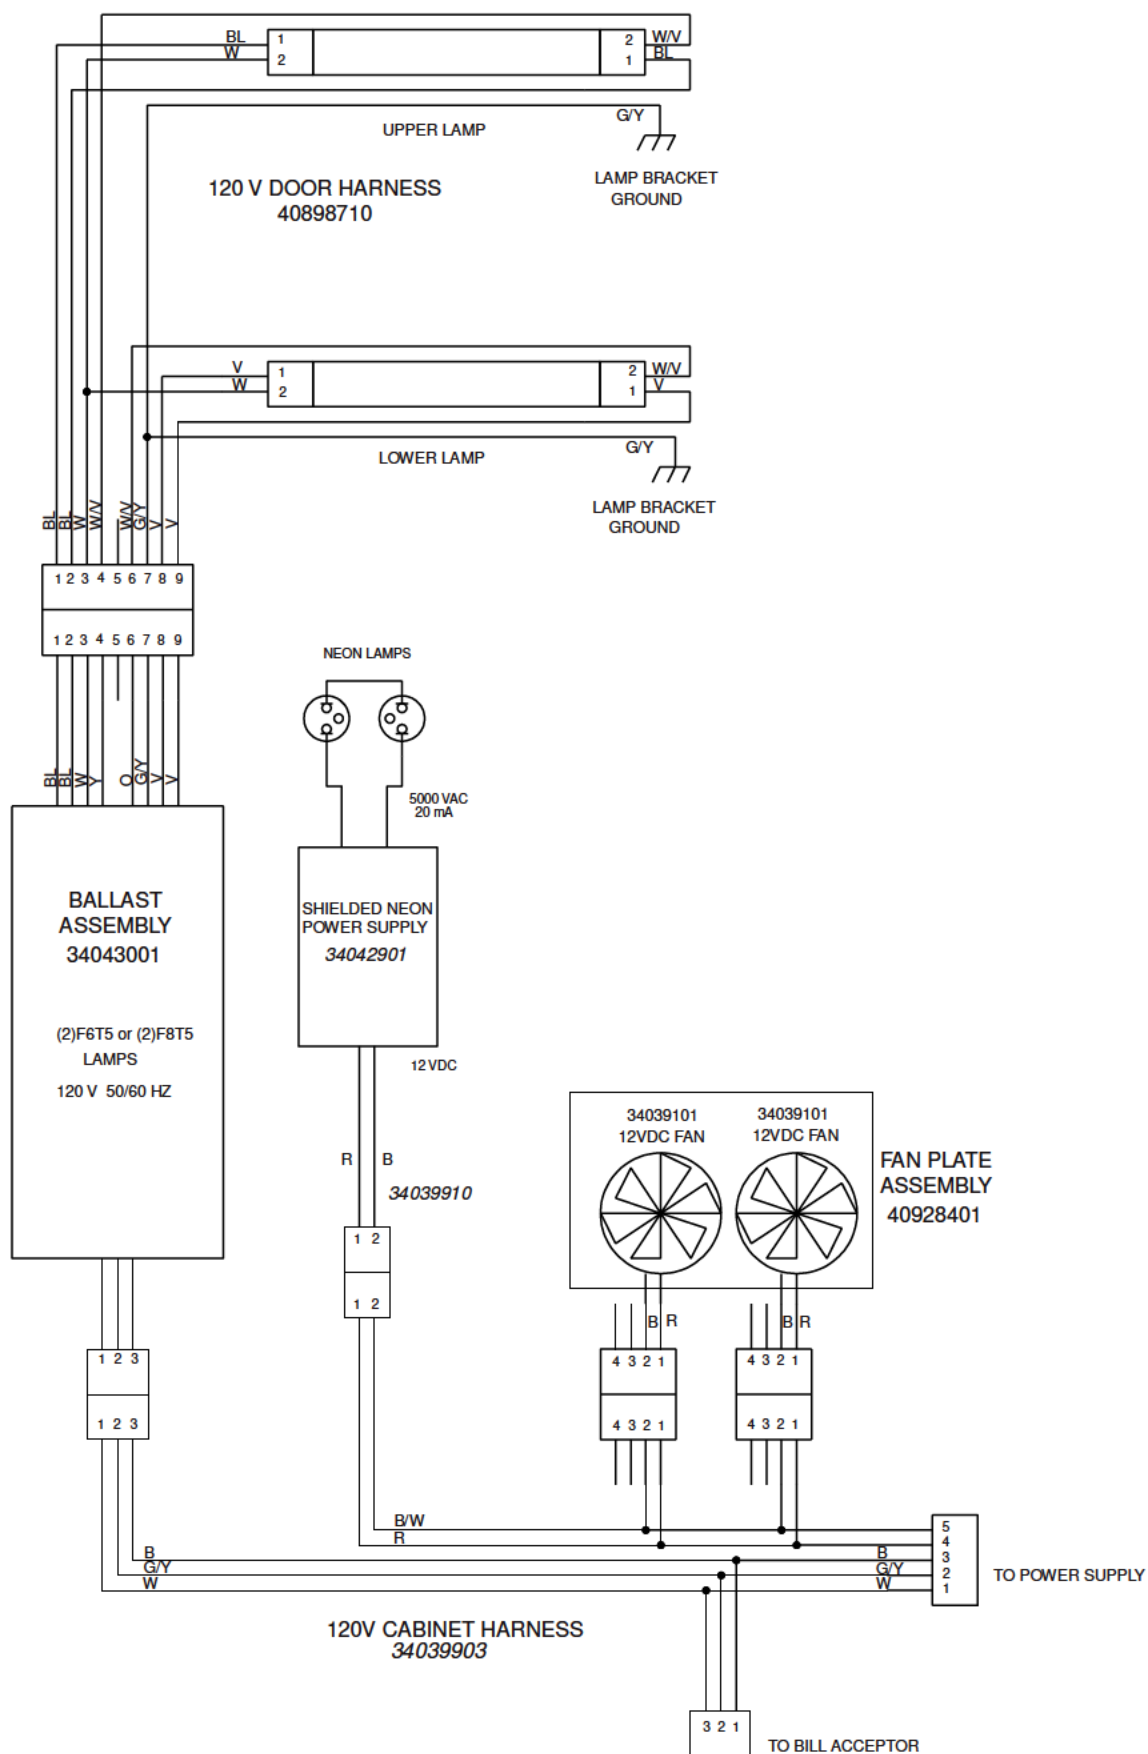 BL 1 2 W/V
W 2 1 BL
G/Y
UPPER LAMP
LAMP BRACKET
GROUND
120 V DOOR HARNESS
40898710
V 1 2 W/V
W 2 1 V
G/Y
LOWER LAMP
LAMP BRACKET
GROUND
BL BL W W/V W/V G/Y V V
1 2 3 4 5 6 7 8 9
1 2 3 4 5 6 7 8 9
BL BL W Y O G/Y V V
NEON LAMPS
5000 VAC
20 mA
BALLAST
ASSEMBLY
34043001
(2)F6T5 or (2)F8T5
LAMPS
120 V 50/60 HZ
SHIELDED NEON
POWER SUPPLY
34042901
12 VDC
R B
34039910
1 2
1 2
34039101
12VDC FAN
34039101
12VDC FAN
FAN PLATE
ASSEMBLY
40928401
B R
B R
4 3 2 1
4 3 2 1
4 3 2 1
4 3 2 1
1 2 3
1 2 3
B/W
R
B
G/Y
W
B
G/Y
W
5
4
3
2
1
TO POWER SUPPLY
120V CABINET HARNESS
34039903
3 2 1
TO BILL ACCEPTOR